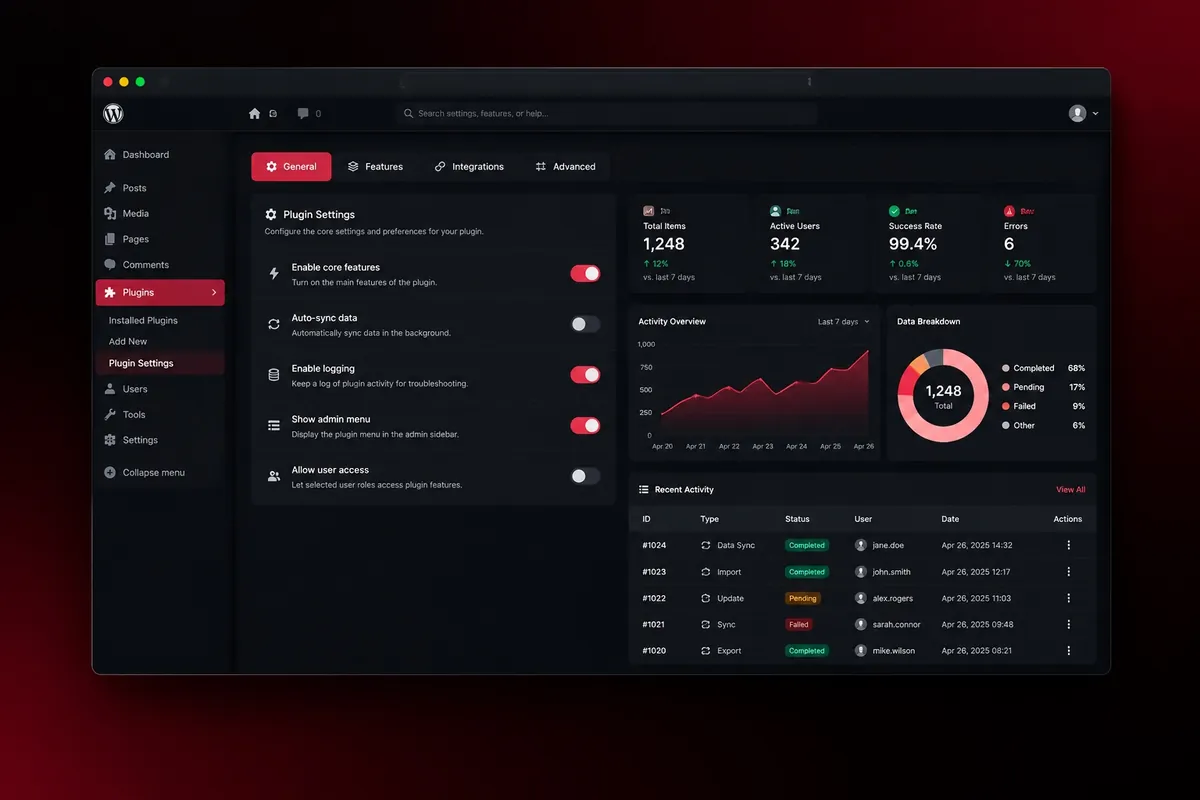 0
Search settings, features, or help...
Dashboard
Posts
Media
Pages
Comments
Plugins
Installed Plugins
Add New
Plugin Settings
Users
Tools
Settings
Collapse menu
General
Features
Integrations
Advanced
Plugin Settings
Configure the core settings and preferences for your plugin.
Enable core features
Turn on the main features of the plugin.
Auto-sync data
Automatically sync data in the background.
Enable logging
Keep a log of plugin activity for troubleshooting.
Show admin menu
Display the plugin menu in the admin sidebar.
Allow user access
Let selected user roles access plugin features.
Total Items
1,248
↑ 12%
vs. last 7 days
Active Users
342
↑ 18%
vs. last 7 days
Success Rate
99.4%
↑ 0.6%
vs. last 7 days
Errors
6
↓ 70%
vs. last 7 days
Activity Overview
Last 7 days
1,000
750
500
250
0
Apr 20 Apr 21 Apr 22 Apr 23 Apr 24 Apr 25 Apr 26
Data Breakdown
1,248
Total
Completed 68%
Pending 17%
Failed 9%
Other 6%
Recent Activity
View All
ID Type Status User Date Actions
#1024 Data Sync Completed jane.doe Apr 26, 2025 14:32
#1023 Import Completed john.smith Apr 26, 2025 12:17
#1022 Update Pending alex.rogers Apr 26, 2025 11:03
#1021 Sync Failed sarah.connor Apr 26, 2025 09:48
#1020 Export Completed mike.wilson Apr 26, 2025 08:21